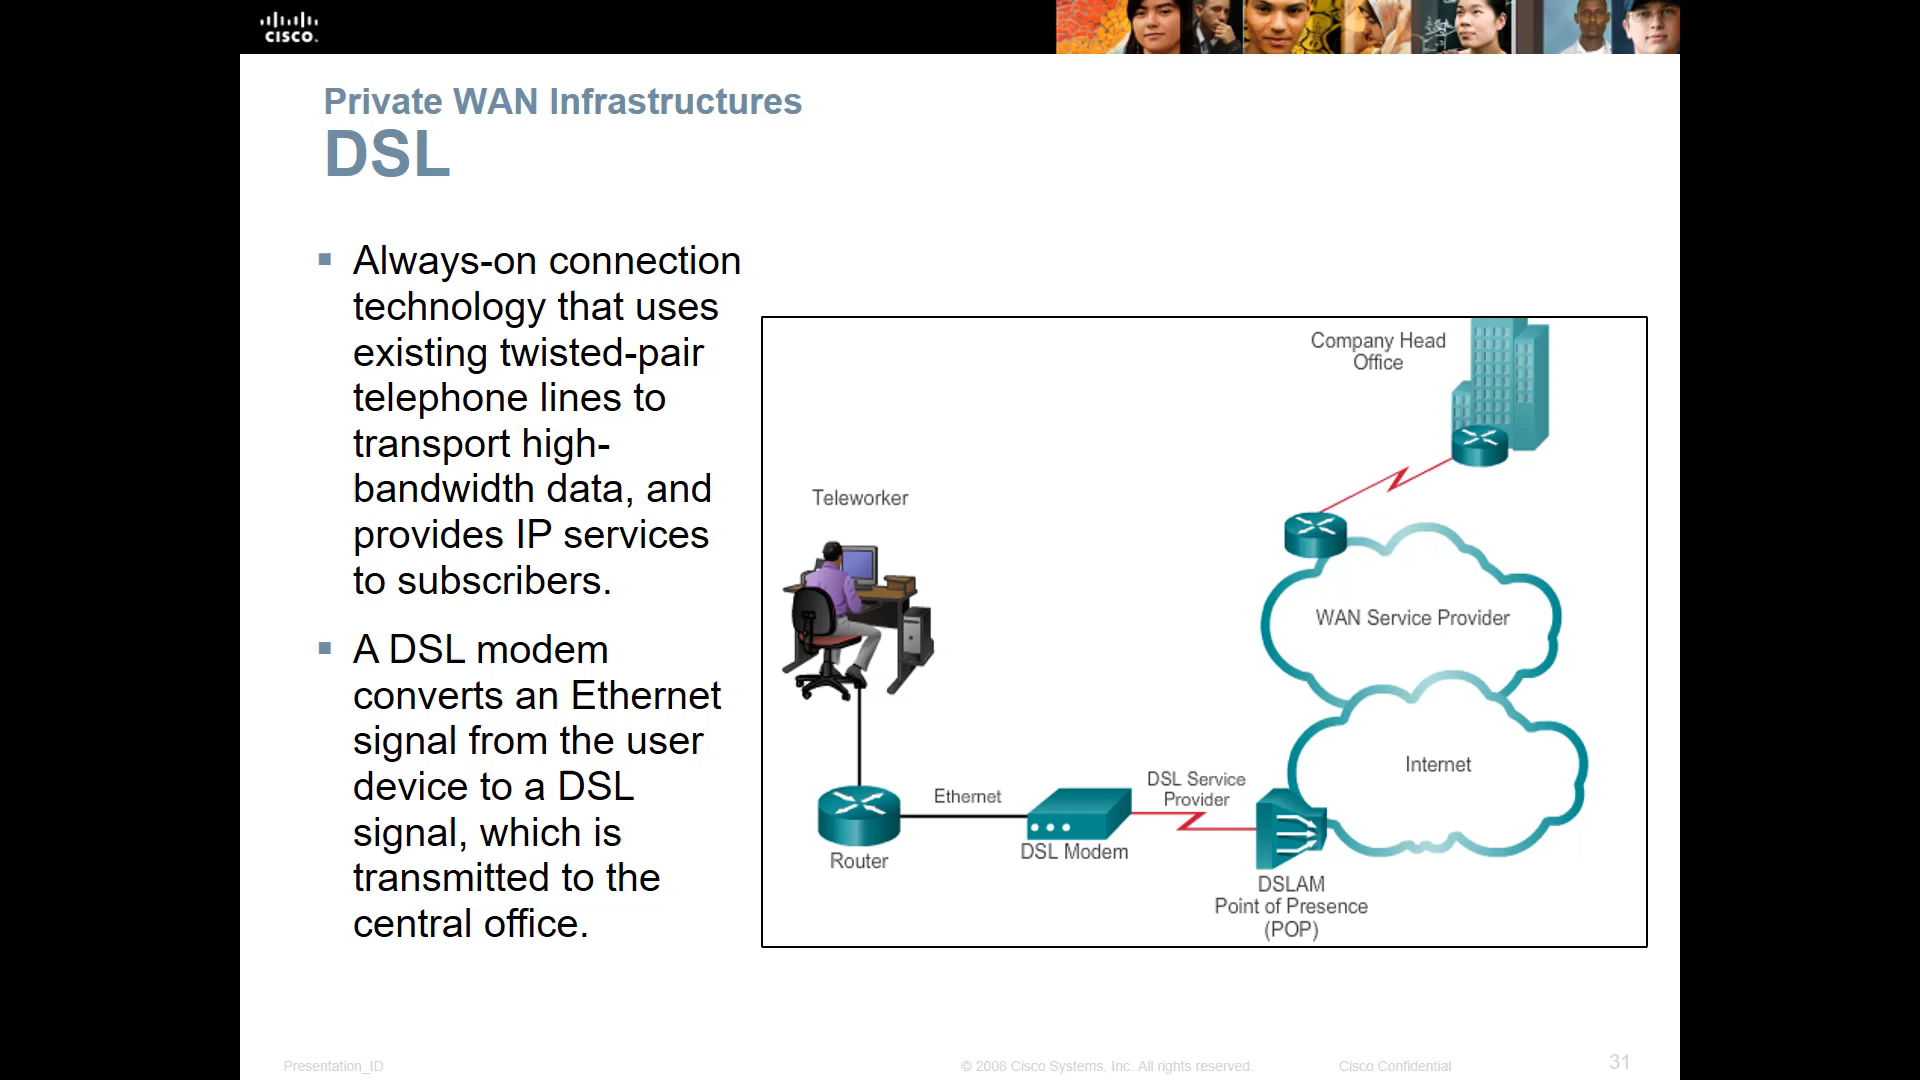 CISCO.
Private WAN Infrastructures
DSL
Always-on connection
technology that uses
existing twisted-pair
telephone lines to
transport high-
bandwidth data, and
provides IP services
to subscribers.
A DSL modem
converts an Ethernet
signal from the user
device to a DSL
signal, which is
transmitted to the
central office.
Company Head
Office
Teleworker
WAN Service Provider
Internet
DSL Service
Provider
Ethernet
DSL Modem
Router
DSLAM
Point of Presence
(POP)
Presentation_ID
© 2008 Cisco Systems, Inc. All rights reserved.
Cisco Confidential
31